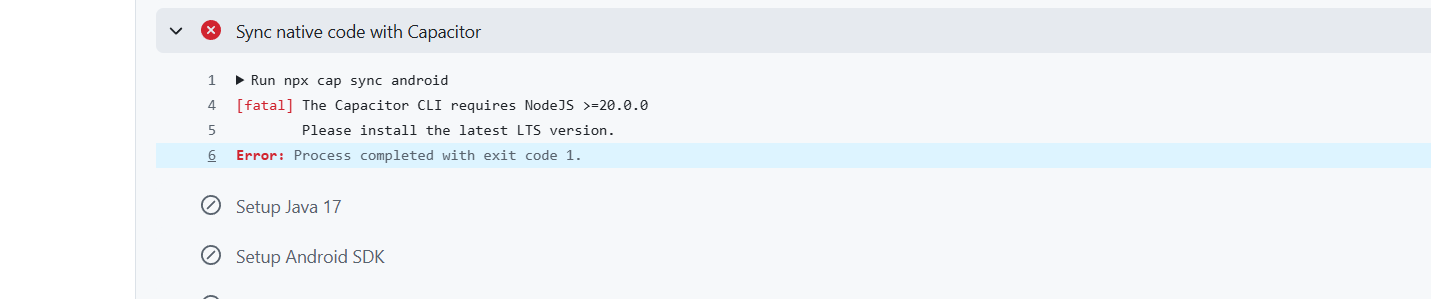 Sync native code with Capacitor
1 Run npx cap sync android
4 [fatal] The Capacitor CLI requires NodeJS >=20.0.0
5 Please install the latest LTS version.
6 Error: Process completed with exit code 1.
Setup Java 17
Setup Android SDK